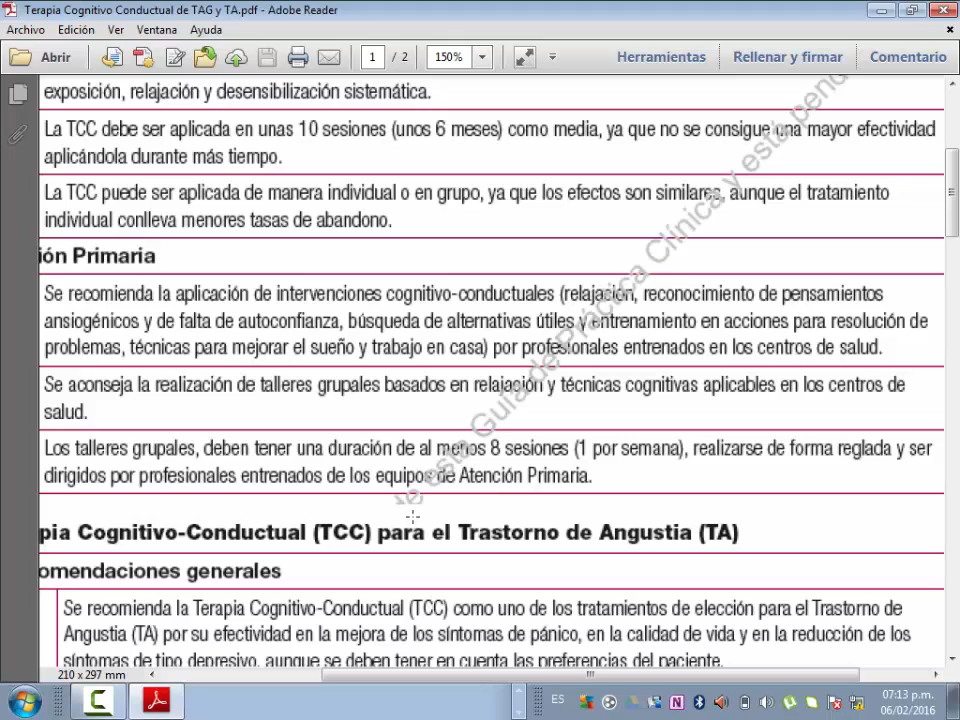 Terapia Cognitivo Conductual de TAG y TA.pdf - Adobe Reader
Archivo Edición Ver Ventana Ayuda
Abrir 1 / 2 150% Herramientas Rellenar y firmar Comentario
exposición, relajación y desensibilización sistemática.
La TCC debe ser aplicada en unas 10 sesiones (unos 6 meses) como media, ya que no se consigue una mayor efectividad
aplicándola durante más tiempo.
La TCC puede ser aplicada de manera individual o en grupo, ya que los efectos son similares, aunque el tratamiento
individual conlleva menores tasas de abandono.
ión Primaria
Se recomienda la aplicación de intervenciones cognitivo-conductuales (relajación, reconocimiento de pensamientos
ansiogénicos y de falta de autoconfianza, búsqueda de alternativas útiles y entrenamiento en acciones para resolución de
problemas, técnicas para mejorar el sueño y trabajo en casa) por profesionales entrenados en los centros de salud.
Se aconseja la realización de talleres grupales basados en relajación y técnicas cognitivas aplicables en los centros de
salud.
Los talleres grupales, deben tener una duración de al menos 8 sesiones (1 por semana), realizarse de forma reglada y ser
dirigidos por profesionales entrenados de los equipos de Atención Primaria.
de esta Guía de Práctica Clínica y está pend
pia Cognitivo-Conductual (TCC) para el Trastorno de Angustia (TA)
omendaciones generales
Se recomienda la Terapia Cognitivo-Conductual (TCC) como uno de los tratamientos de elección para el Trastorno de
Angustia (TA) por su efectividad en la mejora de los síntomas de pánico, en la calidad de vida y en la reducción de los
síntomas de tipo depresivo, aunque se deben tener en cuenta las preferencias del paciente.
210 x 297 mm
ES 07:13 p.m.
06/02/2016